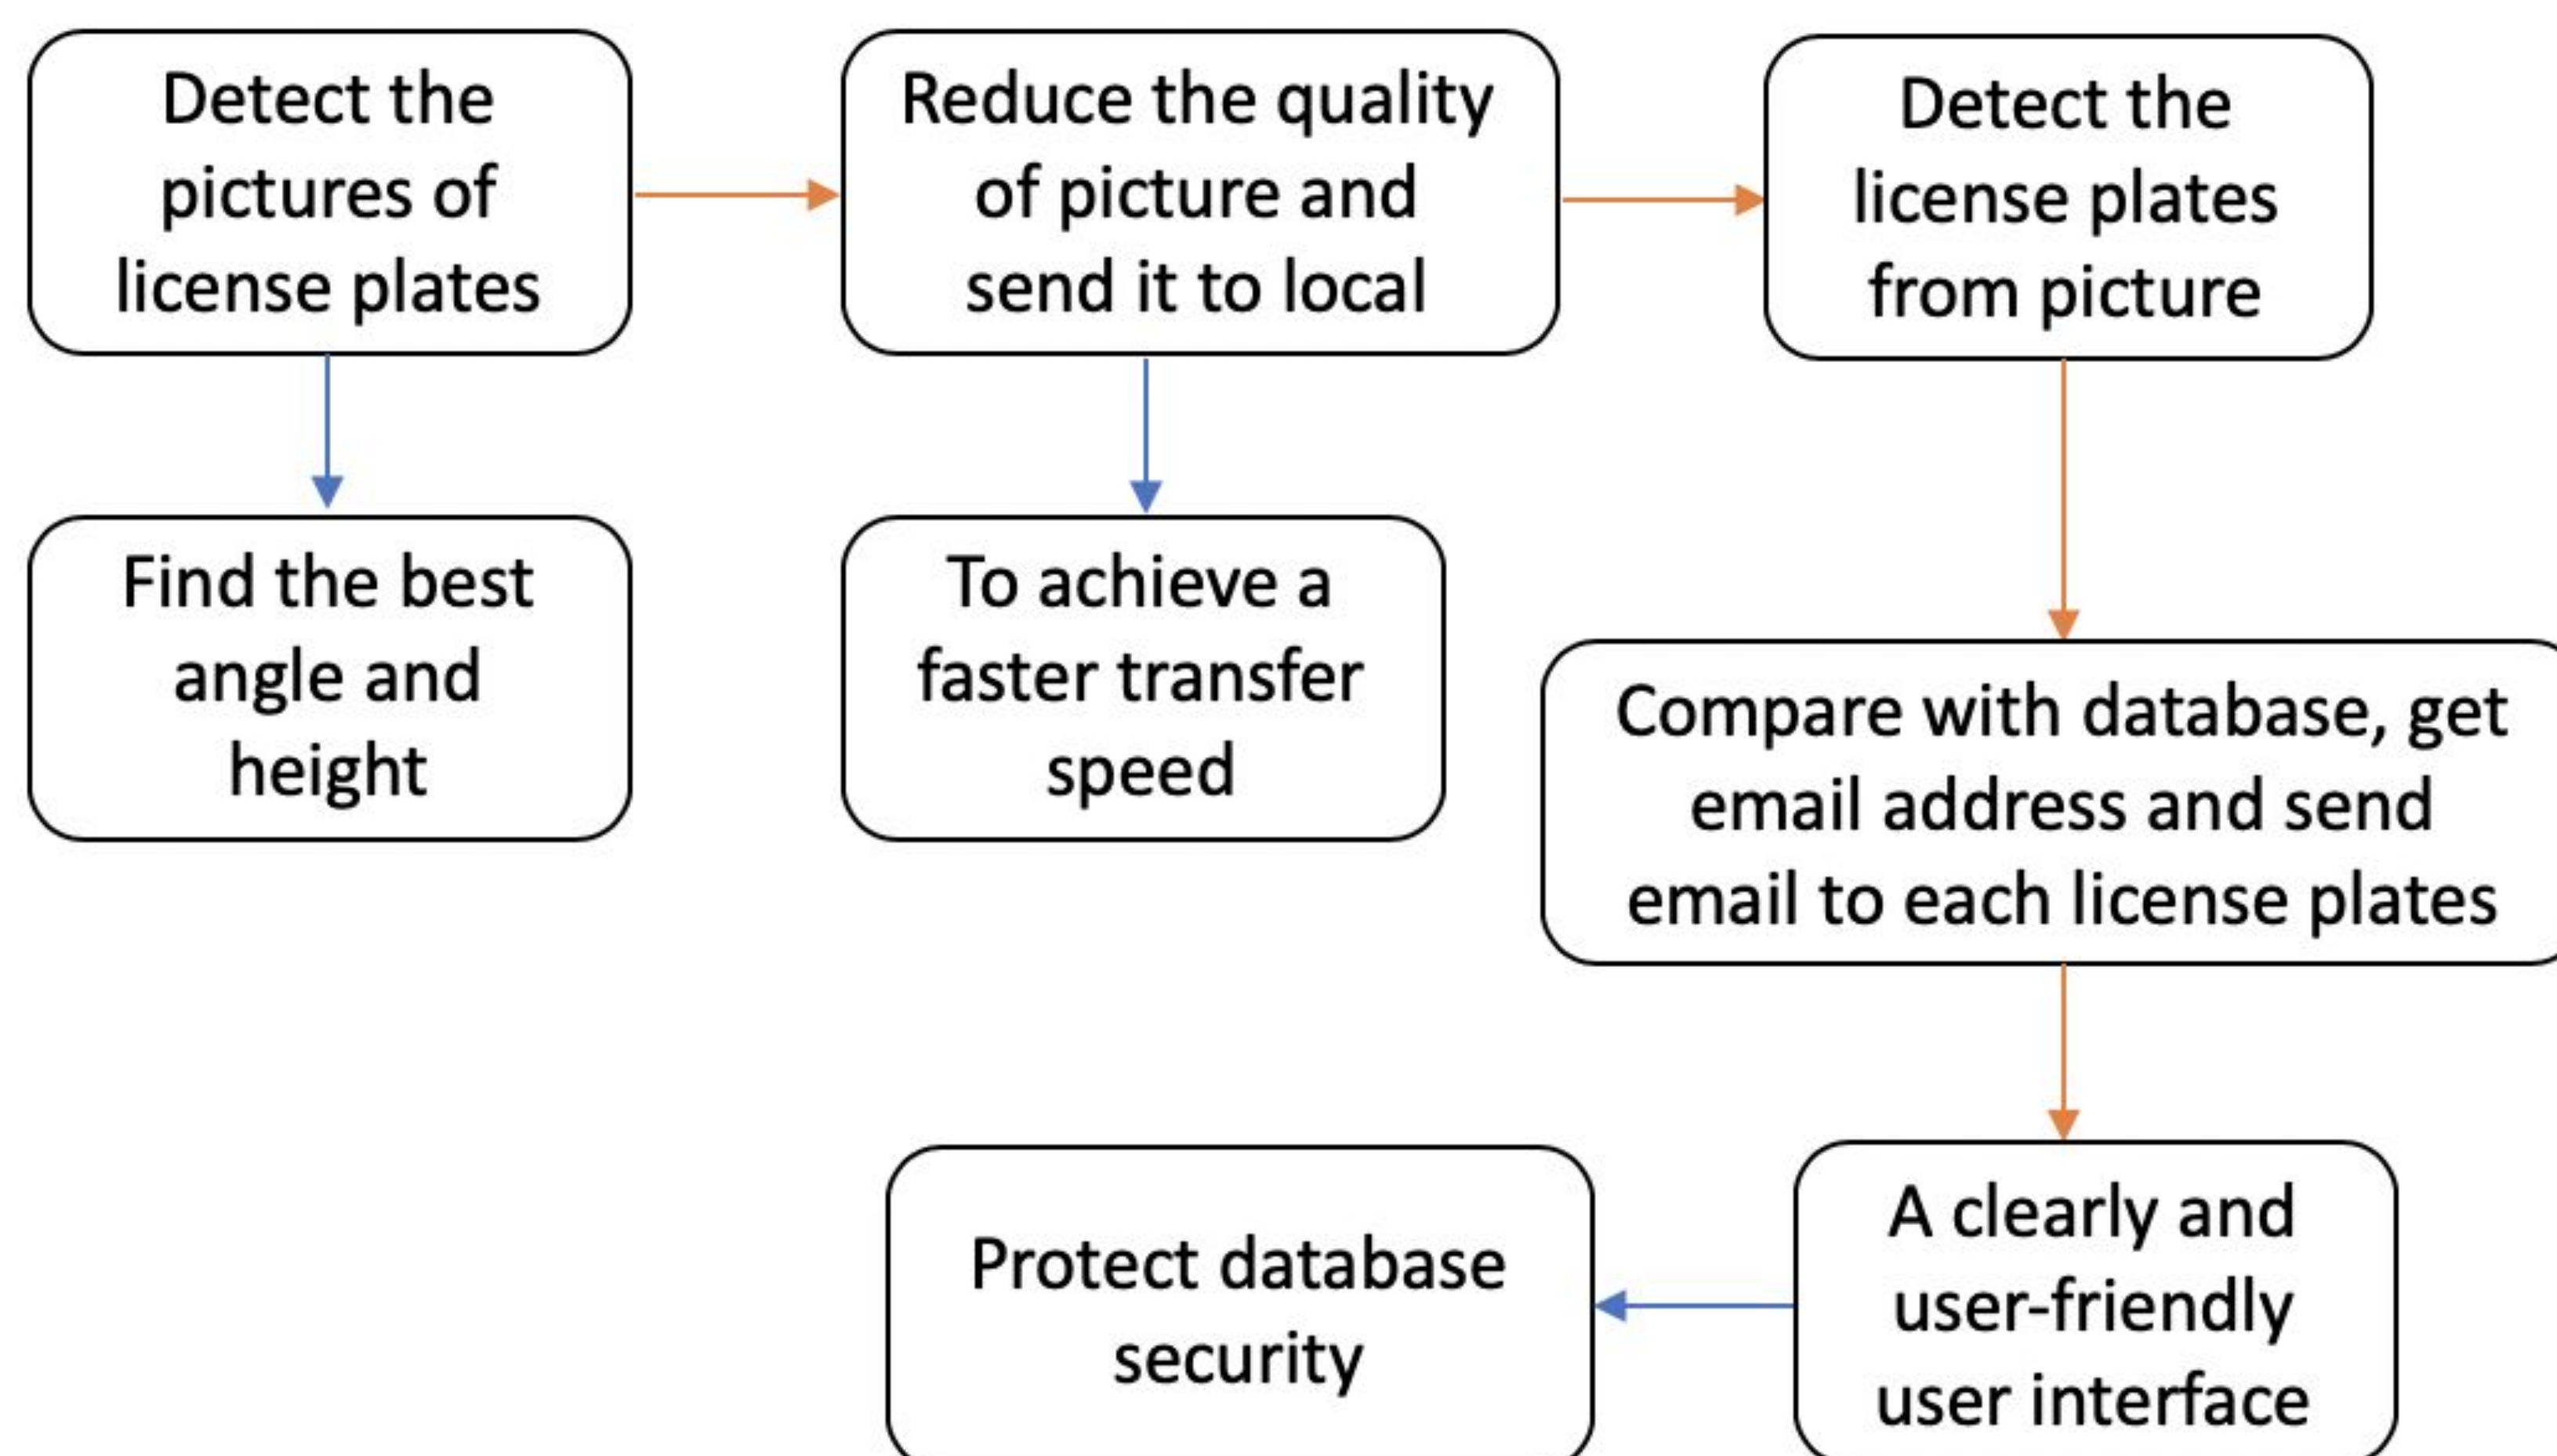 Detect the
pictures of
license plates
Reduce the quality
of picture and
send it to local
Detect the
license plates
from picture
Find the best
angle and
height
To achieve a
faster transfer
speed
Compare with database, get
email address and send
email to each license plates
Protect database
security
A clearly and
user-friendly
user interface